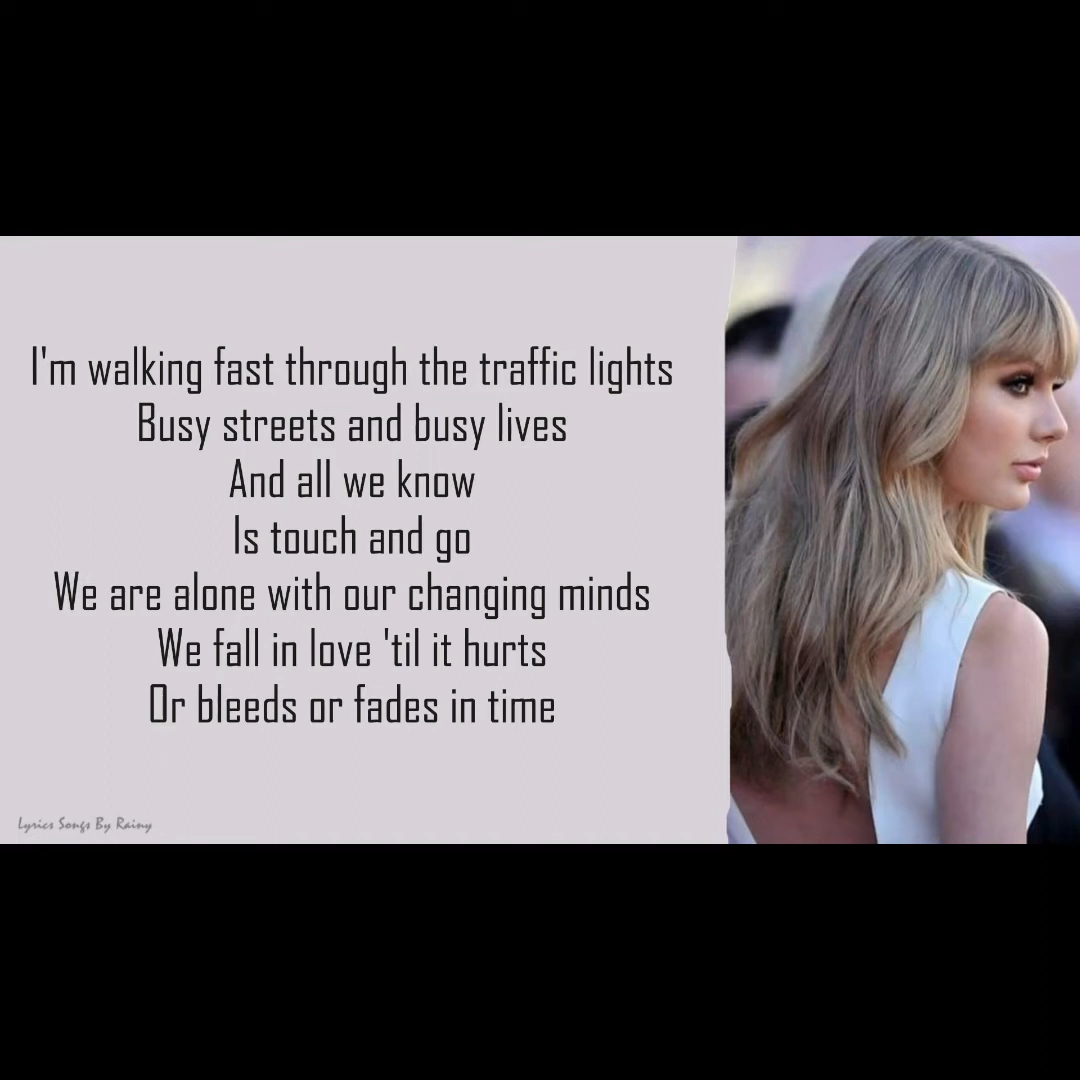 I'm walking fast through the traffic lights
Busy streets and busy lives
And all we know
Is touch and go
We are alone with our changing minds
We fall in love 'til it hurts
Or bleeds or fades in time
Lyrics Songs By Rainy